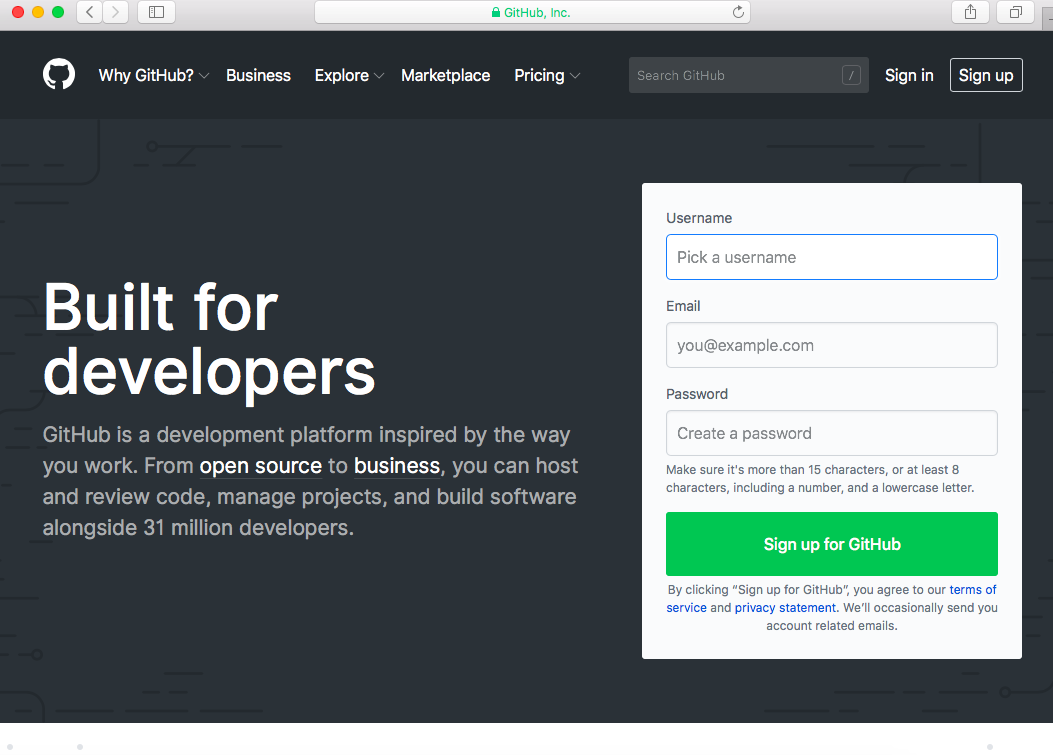 GitHub, Inc.
Why GitHub? Business Explore Marketplace Pricing Search GitHub / Sign in Sign up
Built for
developers
GitHub is a development platform inspired by the way
you work. From open source to business, you can host
and review code, manage projects, and build software
alongside 31 million developers.
Username
Pick a username
Email
you@example.com
Password
Create a password
Make sure it's more than 15 characters, or at least 8
characters, including a number, and a lowercase letter.
Sign up for GitHub
By clicking “Sign up for GitHub”, you agree to our terms of
service and privacy statement. We’ll occasionally send you
account related emails.